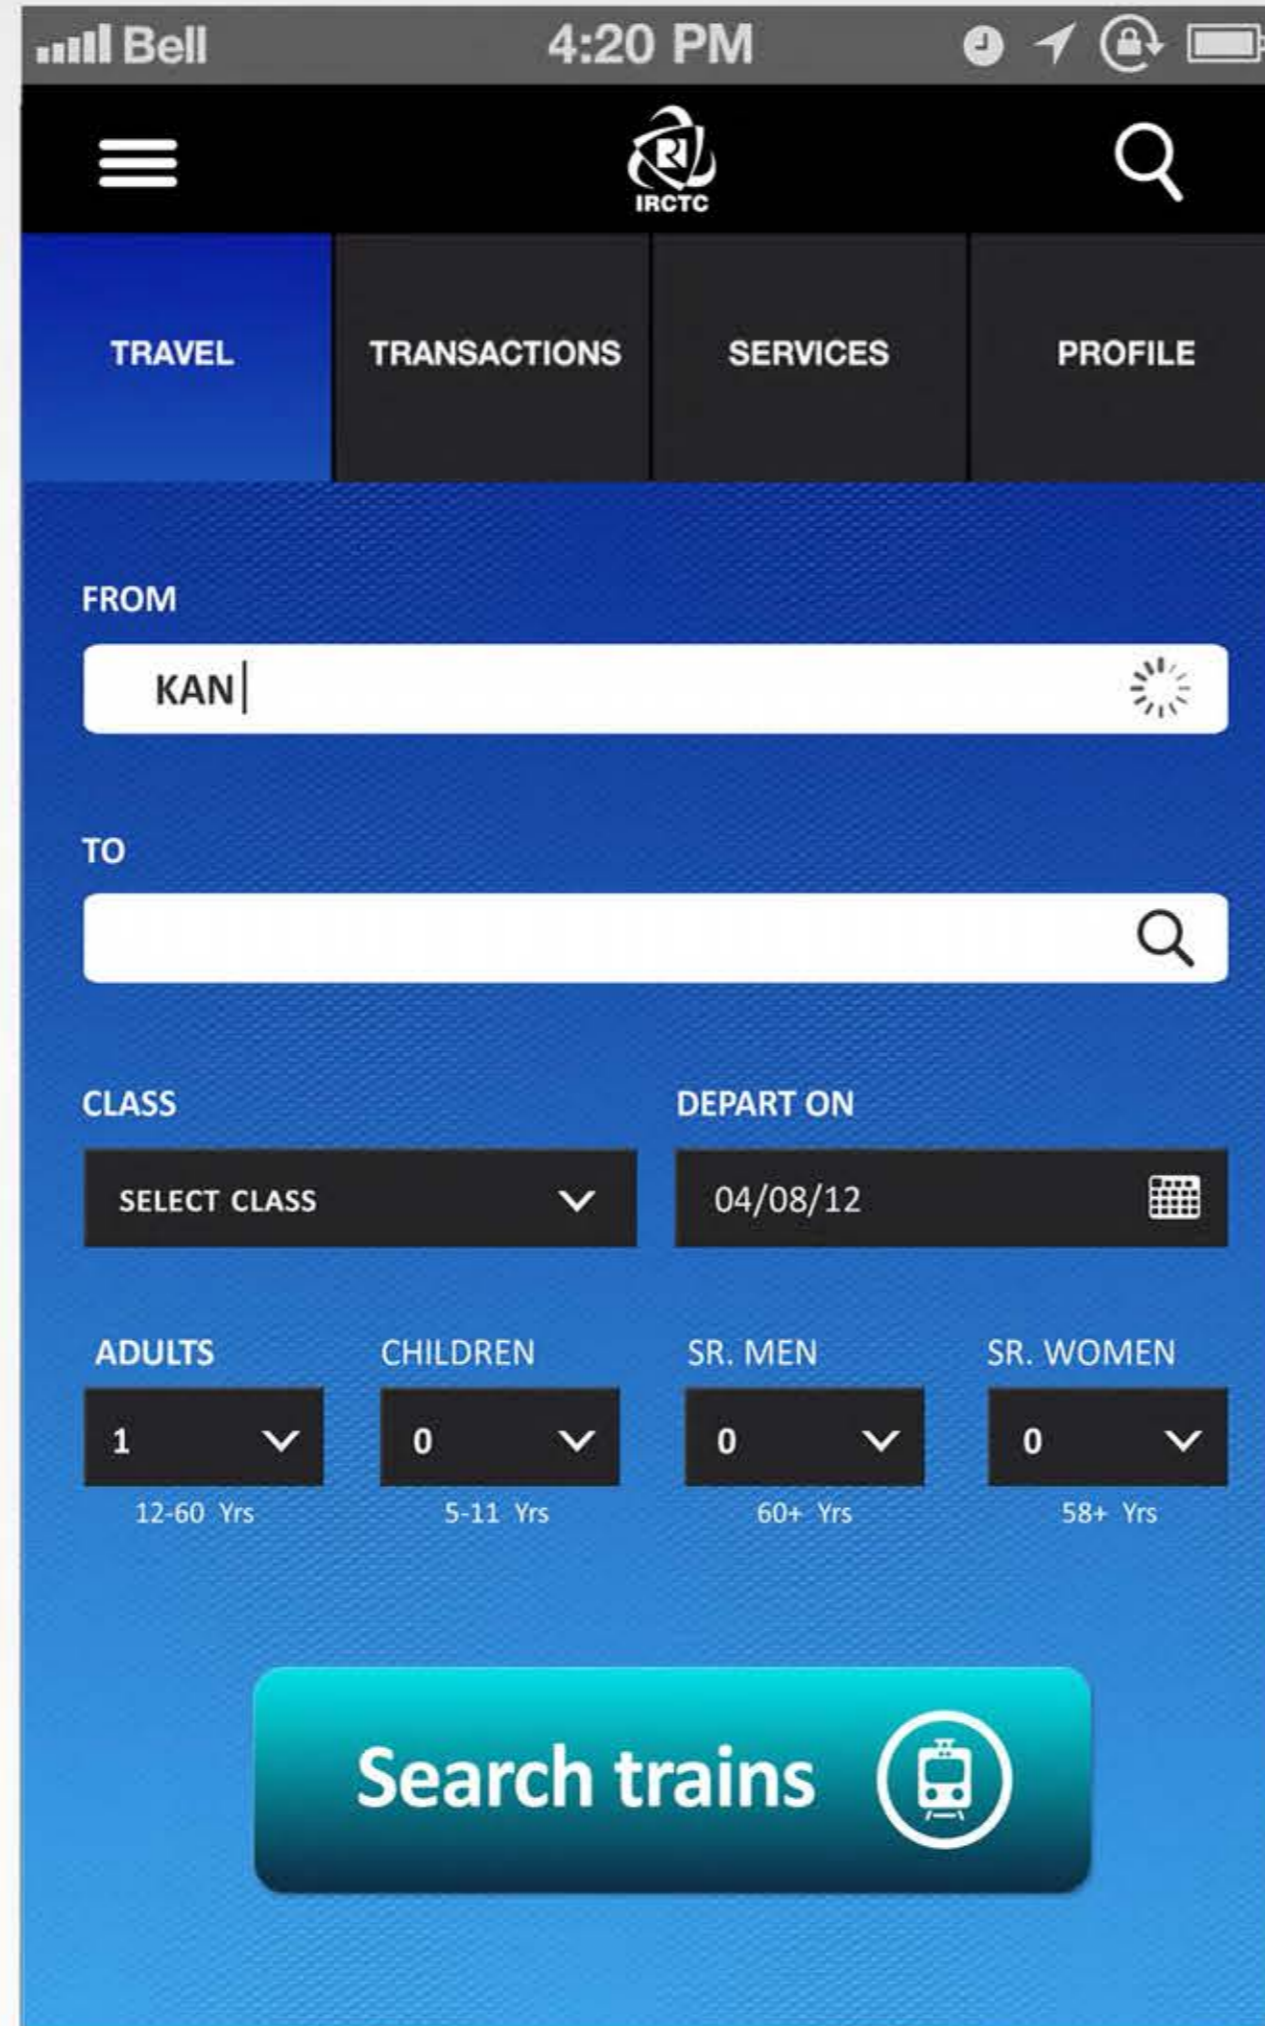 Bell 4:20 PM
RI
IRCTC
TRAVEL TRANSACTIONS SERVICES PROFILE
FROM
KAN
TO
CLASS DEPART ON
SELECT CLASS 04/08/12
ADULTS CHILDREN SR. MEN SR. WOMEN
1 0 0 0
12-60 Yrs 5-11 Yrs 60+ Yrs 58+ Yrs
Search trains